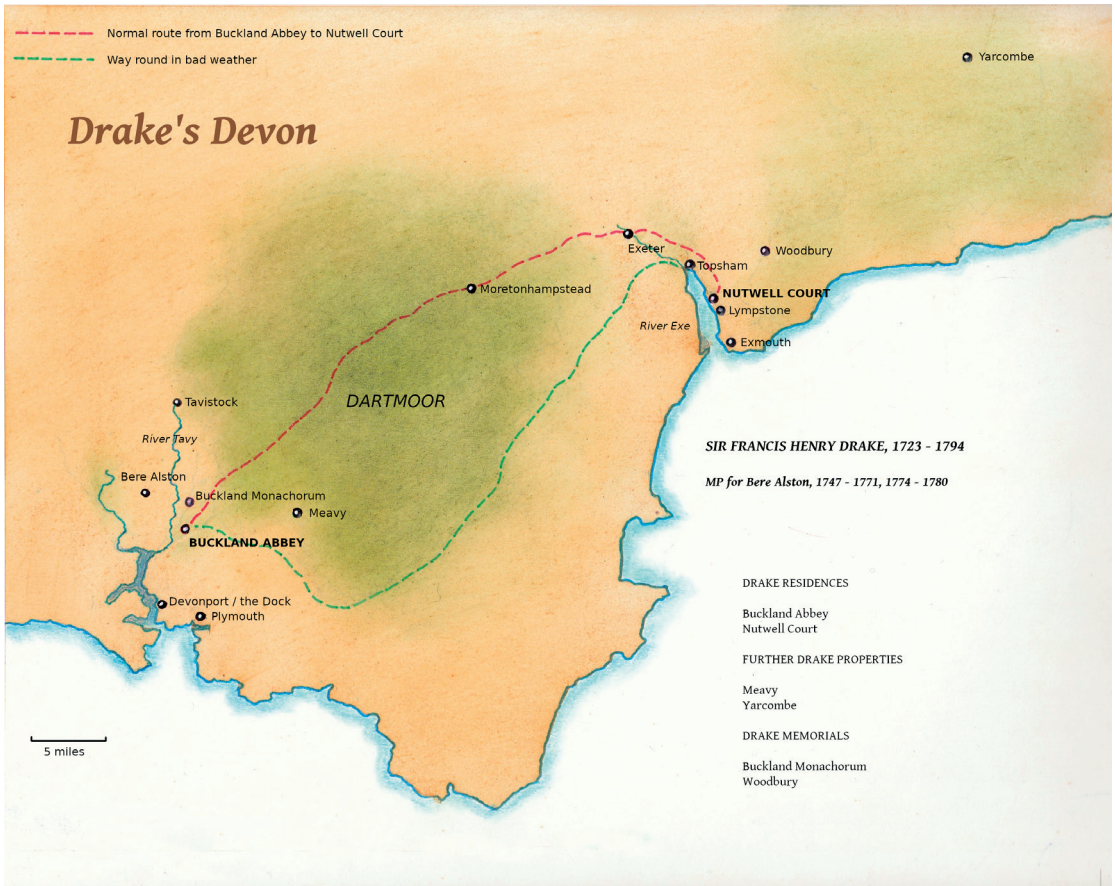 Normal route from Buckland Abbey to Nutwell Court
Way round in bad weather
Yarcombe
Drake's Devon
Exeter
Woodbury
Topsham
Moretonhampstead
NUTWELL COURT
Lympstone
River Exe
Exmouth
DARTMOOR
Tavistock
River Tavy
SIR FRANCIS HENRY DRAKE, 1723 - 1794
Bere Alston
MP for Bere Alston, 1747 - 1771, 1774 - 1780
Buckland Monachorum
Meavy
BUCKLAND ABBEY
Devonport / the Dock
Plymouth
DRAKE RESIDENCES
Buckland Abbey
Nutwell Court
FURTHER DRAKE PROPERTIES
Meavy
Yarcombe
DRAKE MEMORIALS
Buckland Monachorum
Woodbury
5 miles